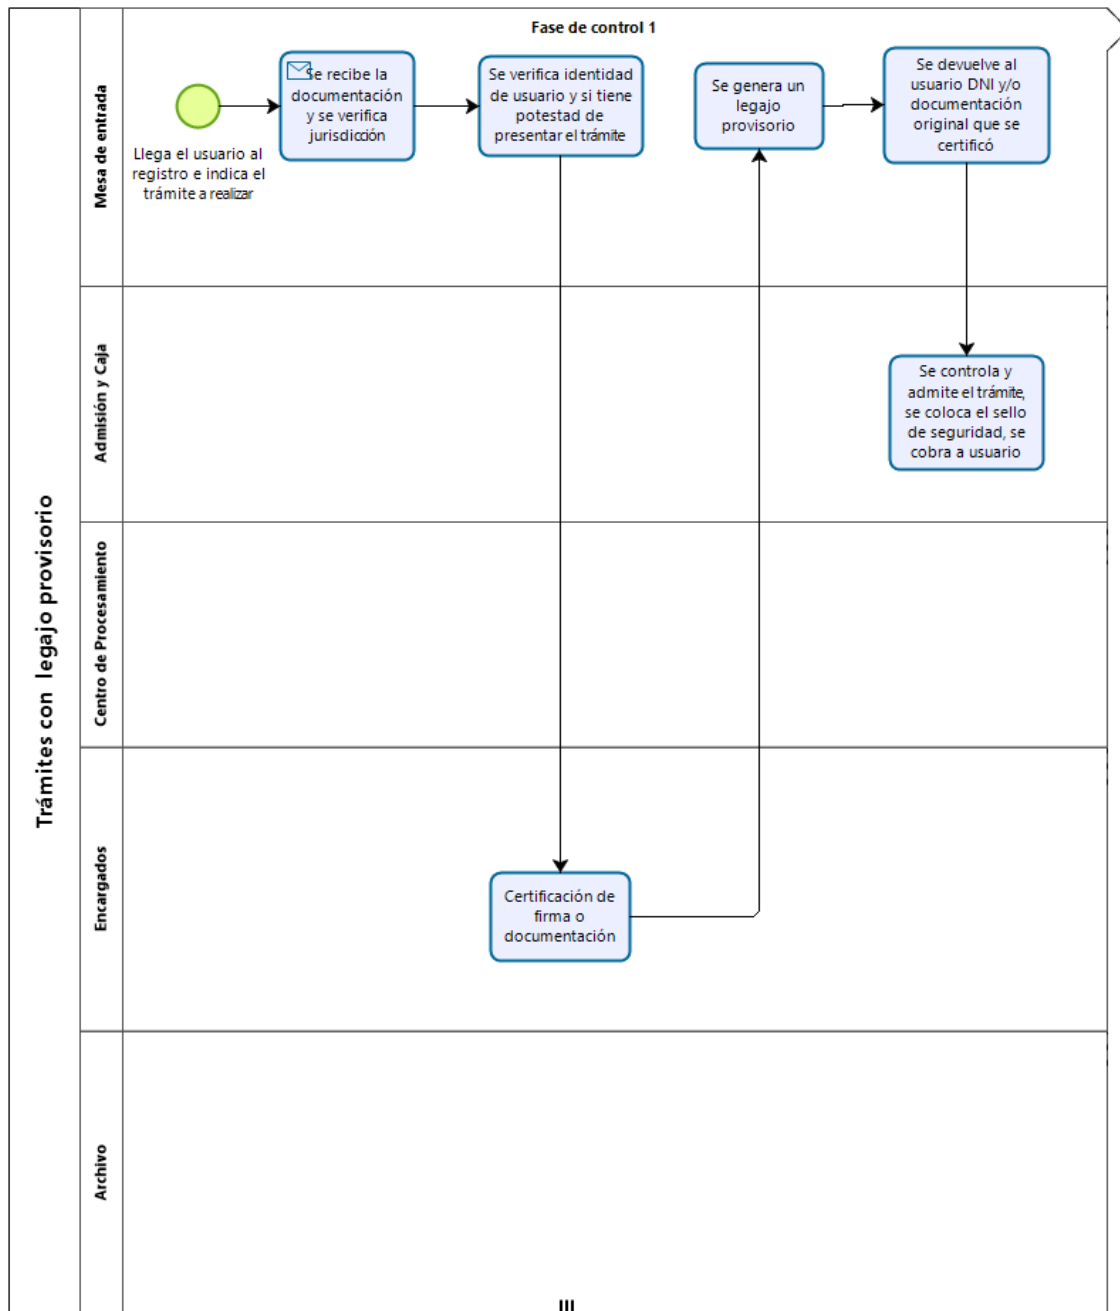 Fase de control 1
Trámites con legajo provisorio
Mesa de entrada
Llega el usuario al
registro e indica el
trámite a realizar
Se recibe la
documentación
y se verifica
jurisdicción
Se verifica identidad
de usuario y si tiene
potestad de
presentar el trámite
Se genera un
legajo
provisorio
Se devuelve al
usuario DNI y/o
documentación
original que se
certificó
Admisión y Caja
Se controla y
admite el trámite,
se coloca el sello
de seguridad, se
cobra a usuario
Centro de Procesamiento
Encargados
Certificación de
firma o
documentación
Archivo